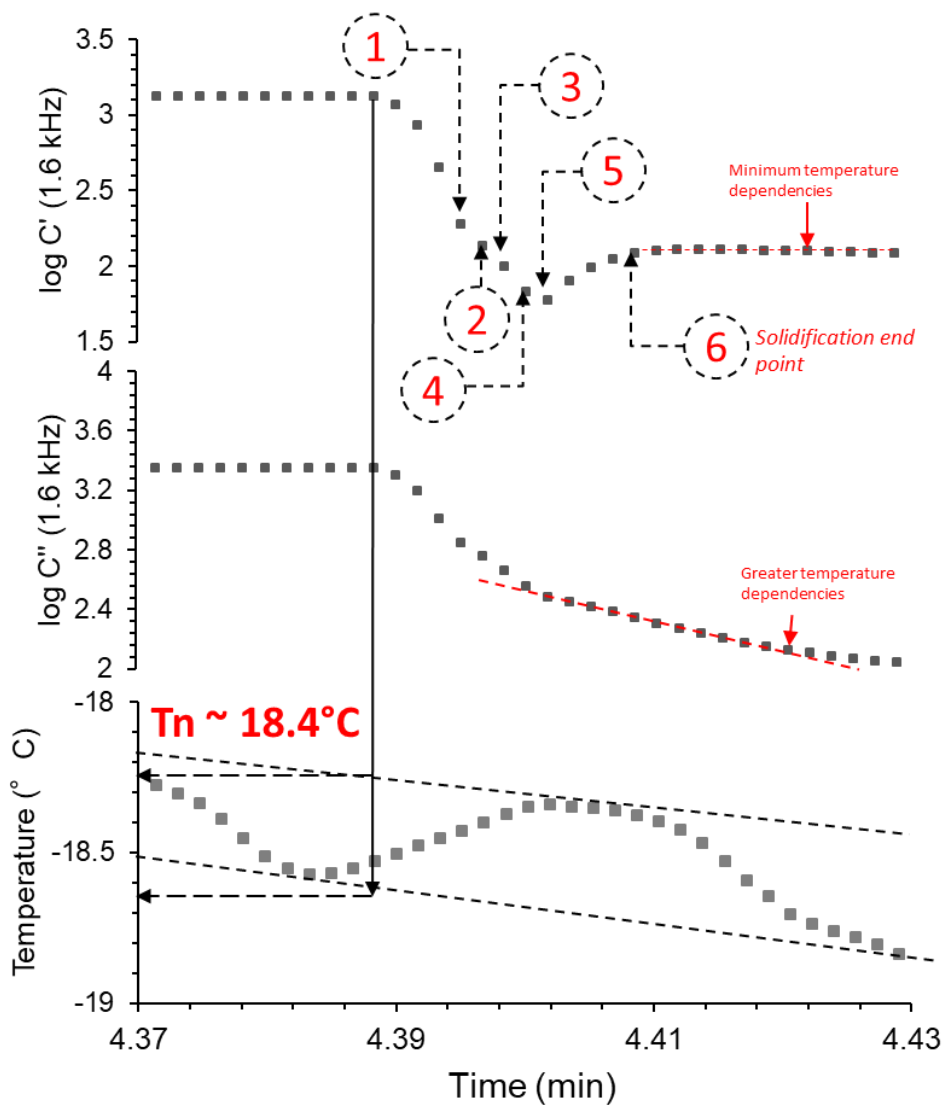 3.5
3
2.5
2
1.5
log C' (1.6 kHz)
1
3
5
2
4
6
Minimum temperature
dependencies
Solidification end
point
4
3.6
3.2
2.8
2.4
2
log C" (1.6 kHz)
Greater temperature
dependencies
-18
-18.5
-19
Temperature (° C)
Tn ~ 18.4°C
4.37
4.39
4.41
4.43
Time (min)